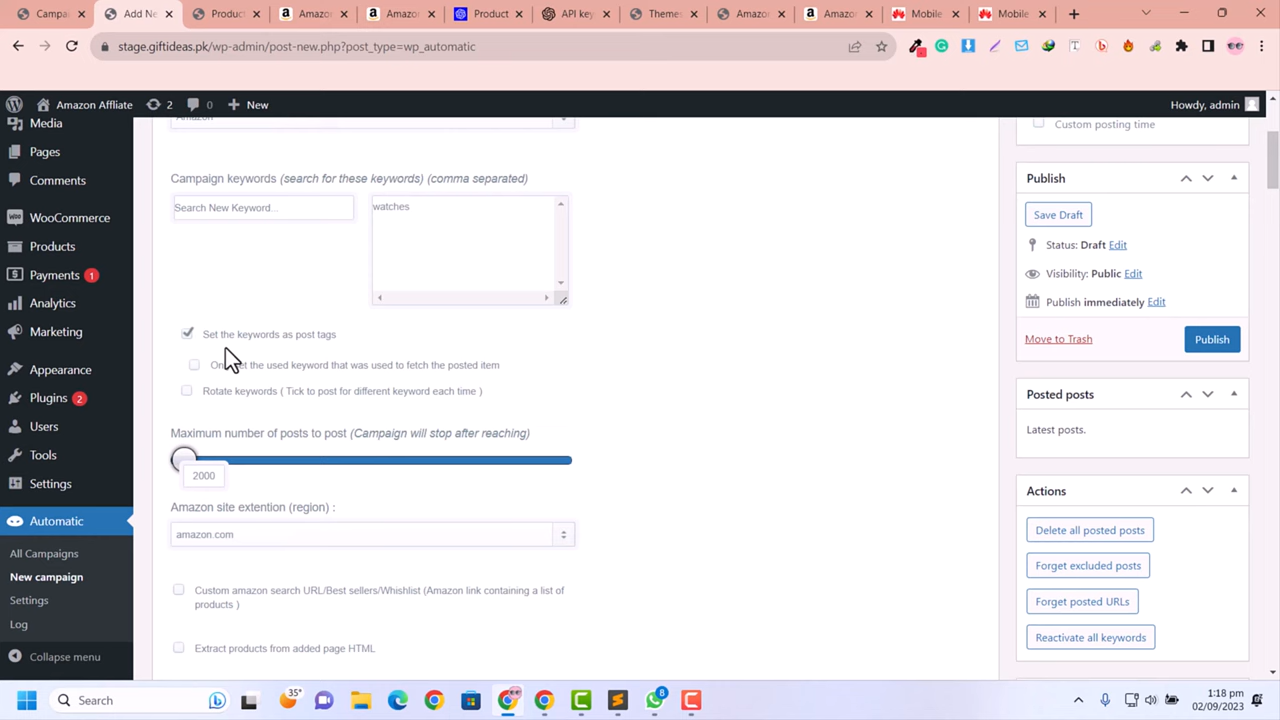 Campa
Add Ne
Produc
Amazo
Amazo
Product
API key
Themes
Amazo
Amazo
Mobile
Mobile
stage.giftideas.pk/wp-admin/post-new.php?post_type=wp_automatic
Amazon Affliate
2
0
New
Howdy, admin
Media
Pages
Comments
WooCommerce
Products
Payments 1
Analytics
Marketing
Appearance
Plugins 2
Users
Tools
Settings
Automatic
All Campaigns
New campaign
Settings
Log
Collapse menu
Amazon
Campaign keywords (search for these keywords) (comma separated)
Search New Keyword...
watches
Set the keywords as post tags
the used keyword that was used to fetch the posted item
Rotate keywords ( Tick to post for different keyword each time )
Maximum number of posts to post (Campaign will stop after reaching)
2000
Amazon site extention (region) :
amazon.com
Custom amazon search URL/Best sellers/Whishlist (Amazon link containing a list of
products )
Extract products from added page HTML
Custom posting time
Publish
Save Draft
Status: Draft Edit
Visibility: Public Edit
Publish immediately Edit
Move to Trash
Publish
Posted posts
Latest posts.
Actions
Delete all posted posts
Forget excluded posts
Forget posted URLs
Reactivate all keywords
Search
35°
8
1:18 pm
02/09/2023